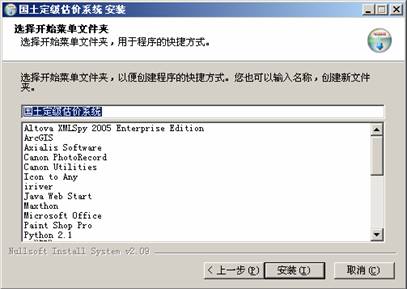 国土定级估价系统 安装
选择开始菜单文件夹
选择开始菜单文件夹，用于程序的快捷方式。
选择开始菜单文件夹，以便创建程序的快捷方式。您也可以输入名称，创建新文件
夹。
国土定级估价系统
Altova XMLSpy 2005 Enterprise Edition
ArcGIS
Axialis Software
Canon PhotoRecord
Canon Utilities
Icon to Any
iriver
Java Web Start
Maxthon
Microsoft Office
Paint Shop Pro
Python 2.1
Nullsoft Install System v2.09
< 上一步(P)
安装(I)
取消(C)